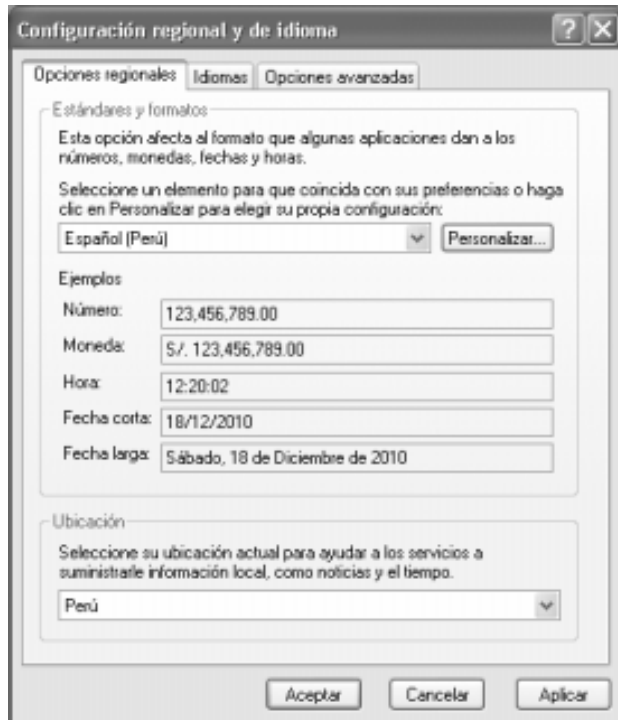 Configuración regional y de idioma
Opciones regionales Idiomas Opciones avanzadas
Estándares y formatos
Esta opción afecta al formato que algunas aplicaciones dan a los
números, monedas, fechas y horas.
Seleccione un elemento para que coincida con sus preferencias o haga
clic en Personalizar para elegir su propia configuración:
Español (Perú) Personalizar...
Ejemplos
Número: 123,456,789.00
Moneda: S/. 123,456,789.00
Hora: 12:20:02
Fecha corta: 18/12/2010
Fecha larga: Sábado, 18 de Diciembre de 2010
Ubicación
Seleccione su ubicación actual para ayudar a los servicios a
suministrarle información local, como noticias y el tiempo.
Perú
Aceptar Cancelar Aplicar